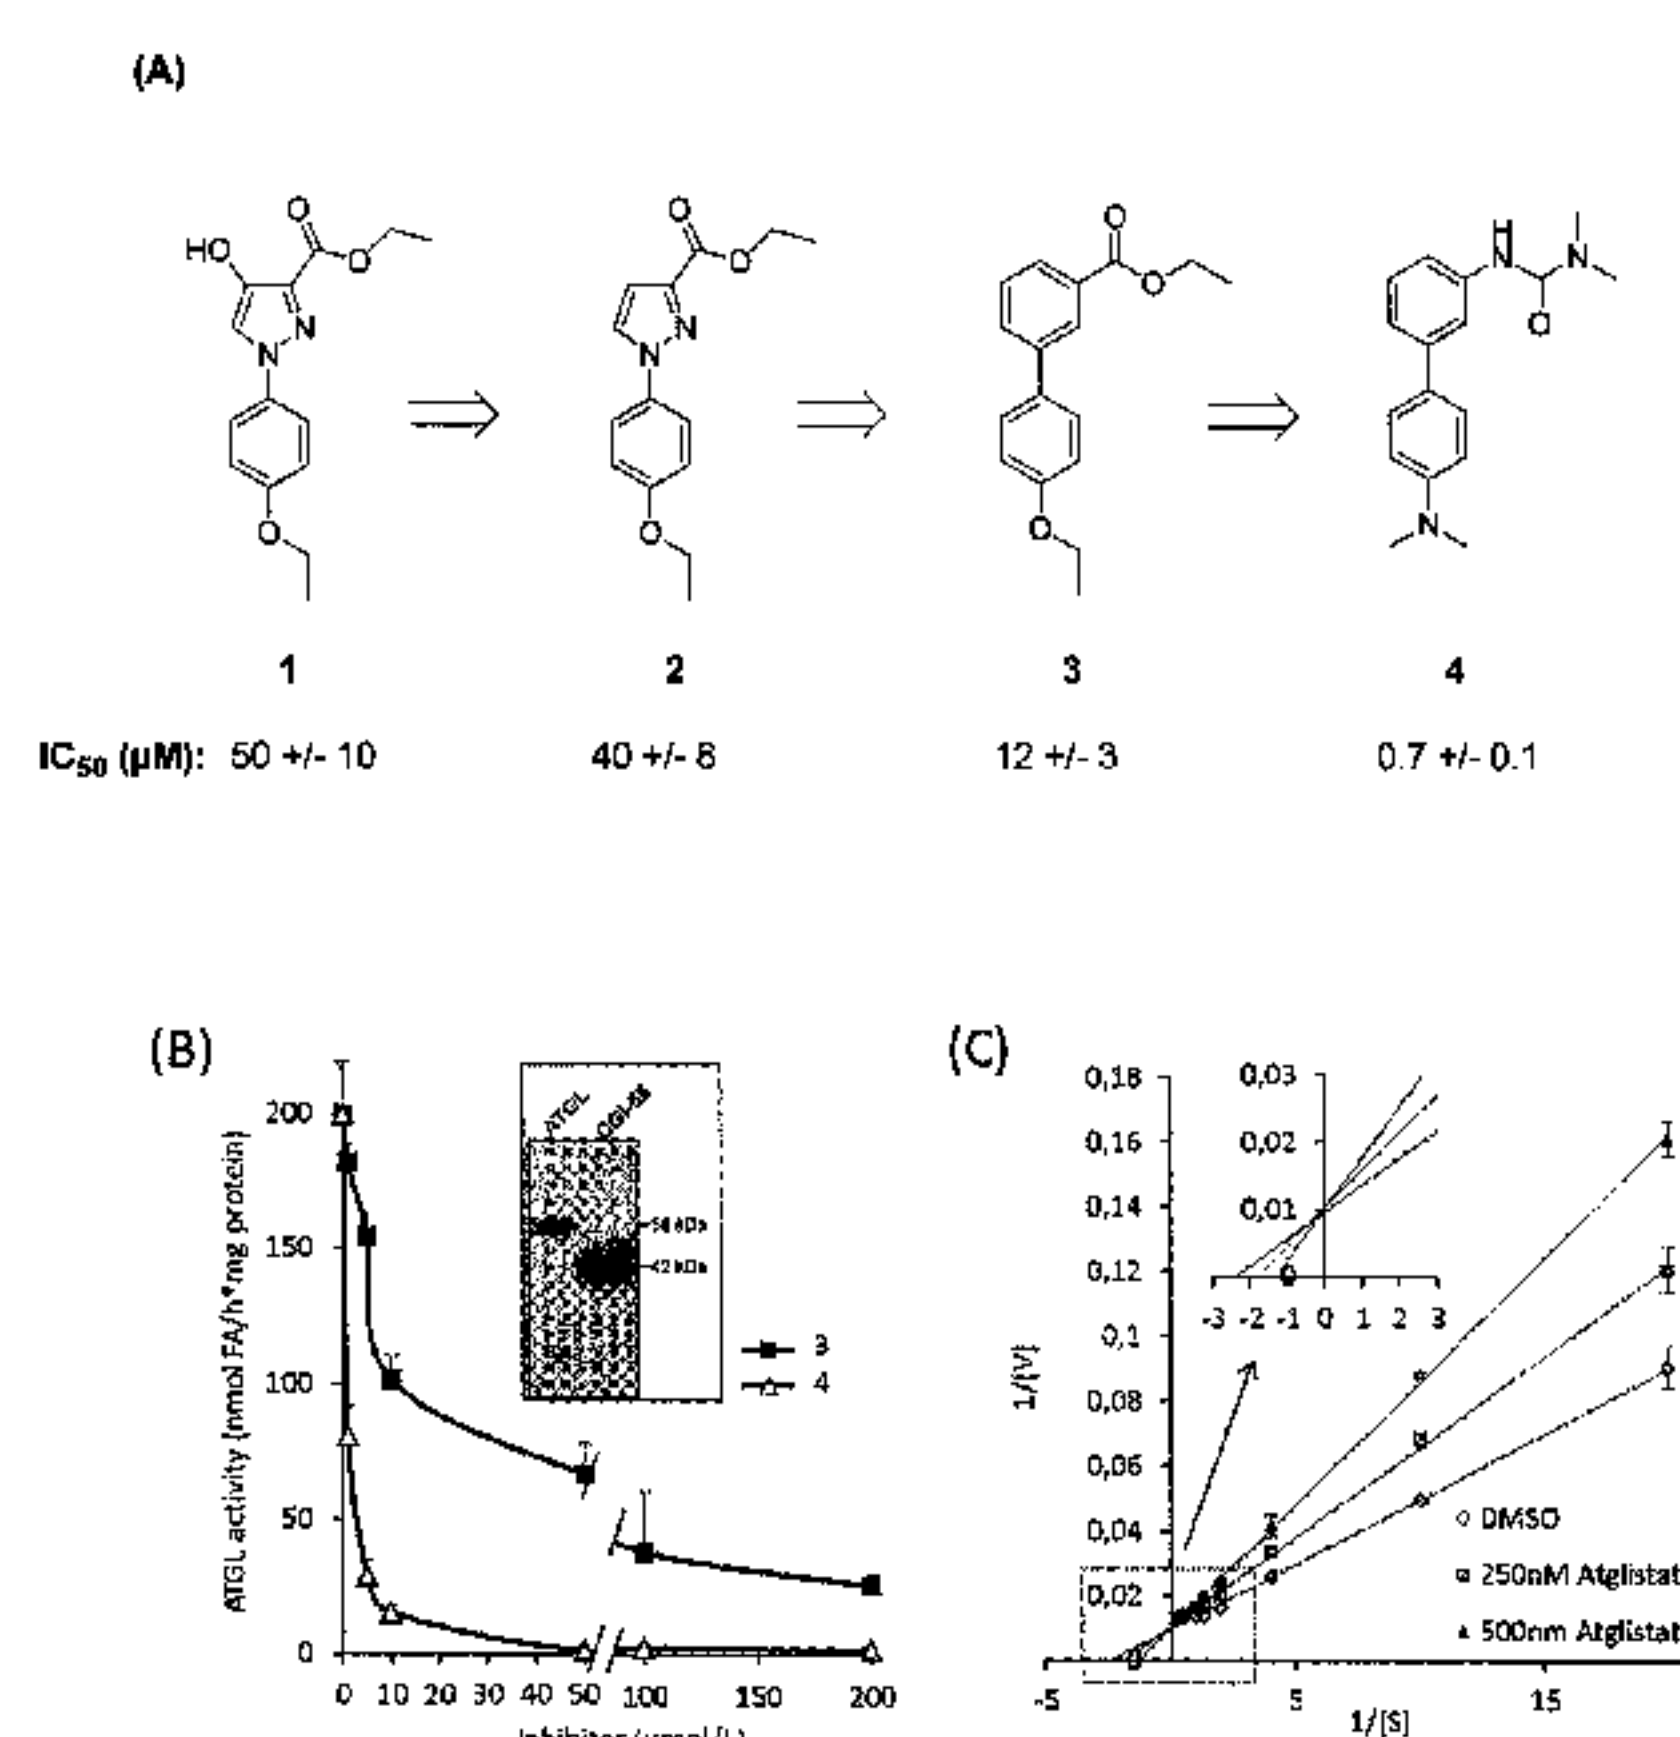 (A)
HO
O
O
N
N
O
O
O
N
N
O
O
O
O
H
N
N
O
N
1 2 3 4
IC50 (µM): 50 +/- 10 40 +/- 8 12 +/- 3 0.7 +/- 0.1
(B)
ATGL activity (nmol FA/h*mg protein)
200
150
100
50
0
0 10 20 30 40 50 100 150 200
ATGL
42 kDa
3
4
(C)
1/[V]
0,18
0,16
0,14
0,12
0,1
0,08
0,06
0,04
0,02
-5 5 15
1/[S]
0,03
0,02
0,01
-3 -2 -1 0 1 2 3
DMSO
250nM Atglistat
500nm Atglistat